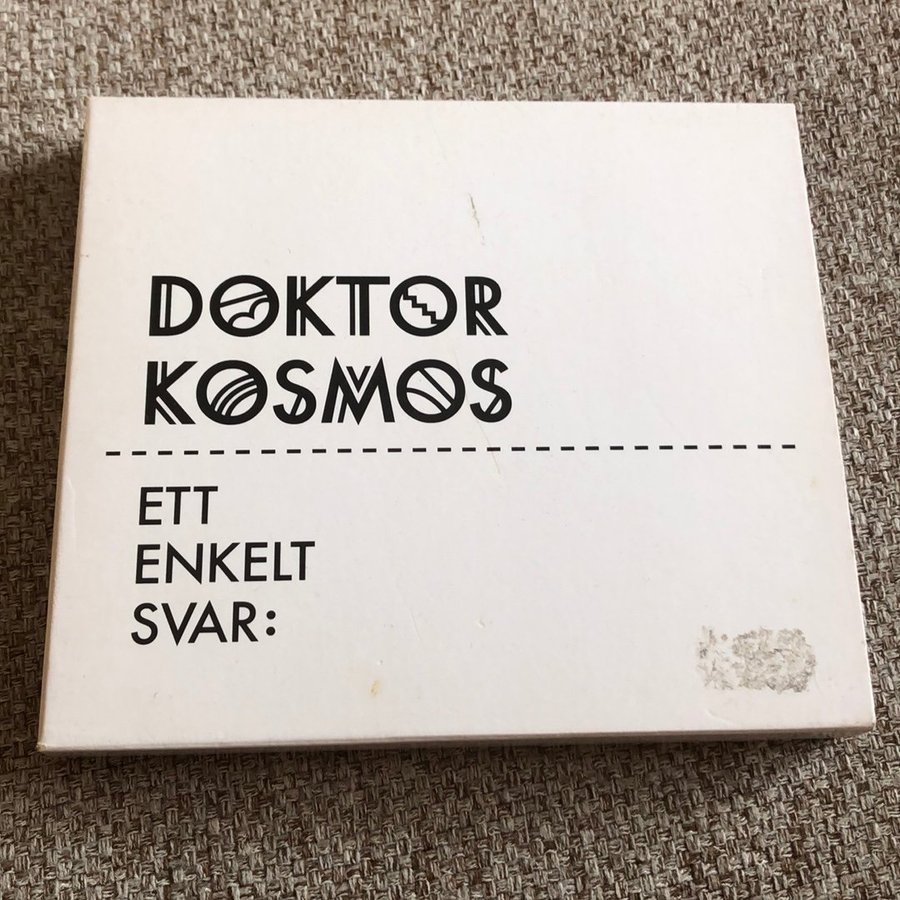 DOKTOR
KOSMOS
ETT
ENKELT
SVAR: